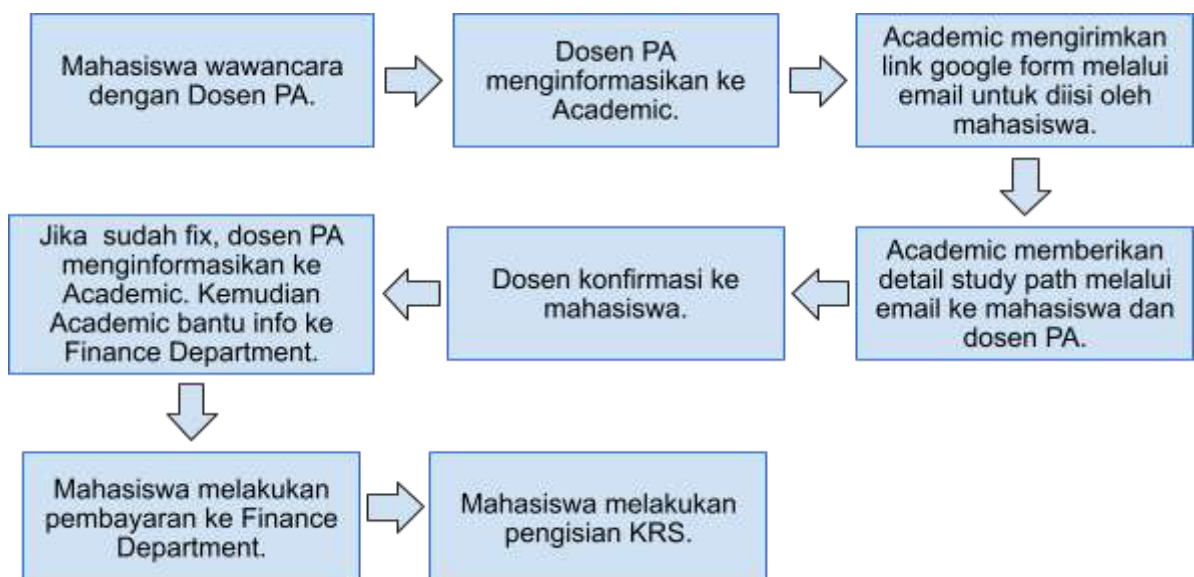 Mahasiswa wawancara
dengan Dosen PA.
Dosen PA
menginformasikan ke
Academic.
Academic mengirimkan
link google form melalui
email untuk diisi oleh
mahasiswa.
Academic memberikan
detail study path melalui
email ke mahasiswa dan
dosen PA.
Dosen konfirmasi ke
mahasiswa.
Jika sudah fix, dosen PA
menginformasikan ke
Academic. Kemudian
Academic bantu info ke
Finance Department.
Mahasiswa melakukan
pembayaran ke Finance
Department.
Mahasiswa melakukan
pengisian KRS.